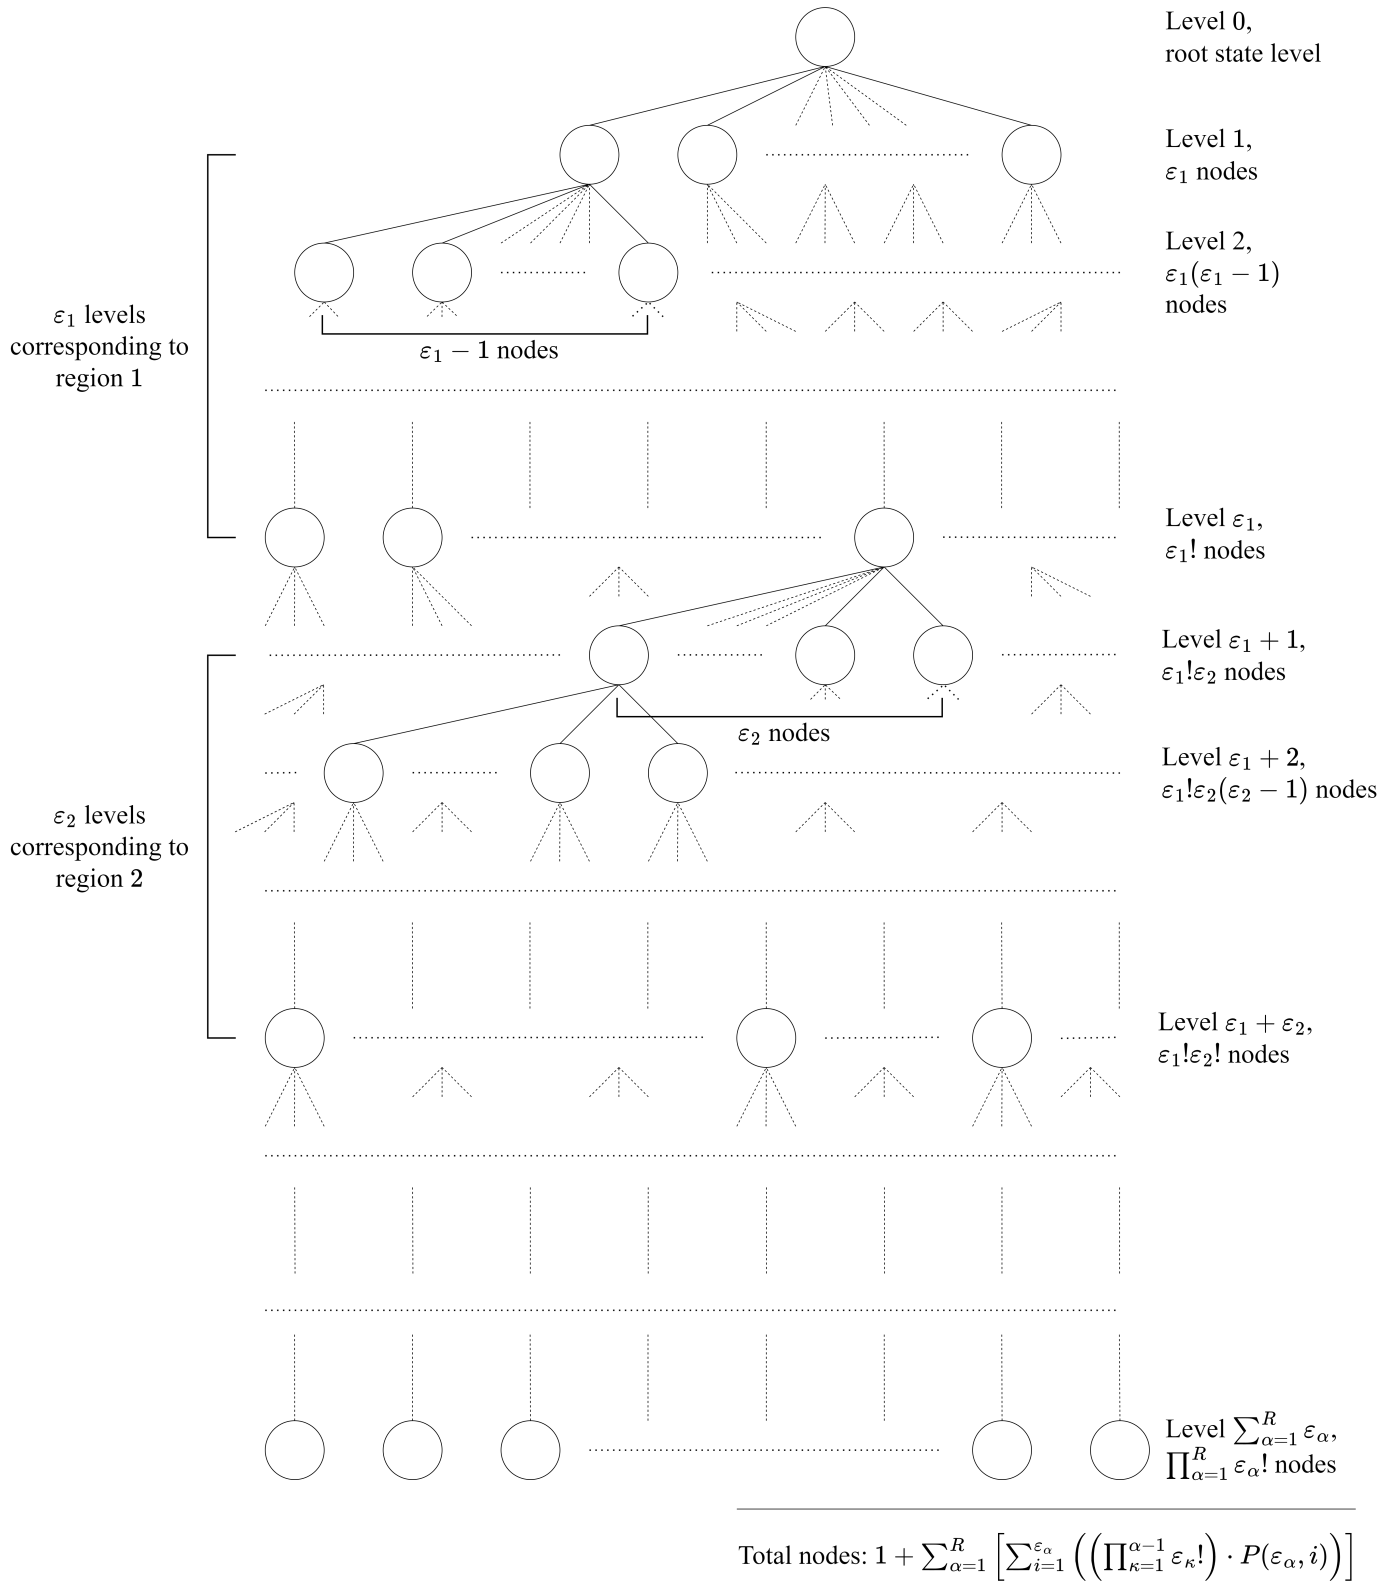 Level 0,
root state level
Level 1,
ε₁ nodes
Level 2,
ε₁(ε₁ − 1)
nodes
ε₁ levels
corresponding to
region 1
ε₁ − 1 nodes
Level ε₁,
ε₁! nodes
Level ε₁ + 1,
ε₁!ε₂ nodes
ε₂ nodes
Level ε₁ + 2,
ε₁!ε₂(ε₂ − 1) nodes
ε₂ levels
corresponding to
region 2
Level ε₁ + ε₂,
ε₁!ε₂! nodes
Level ∑_{α=1}^{R} ε_α,
∏_{α=1}^{R} ε_α! nodes
Total nodes: 1 + ∑_{α=1}^{R} [∑_{i=1}^{ε_α} ((∏_{κ=1}^{α−1} ε_κ!) · P(ε_α, i))]